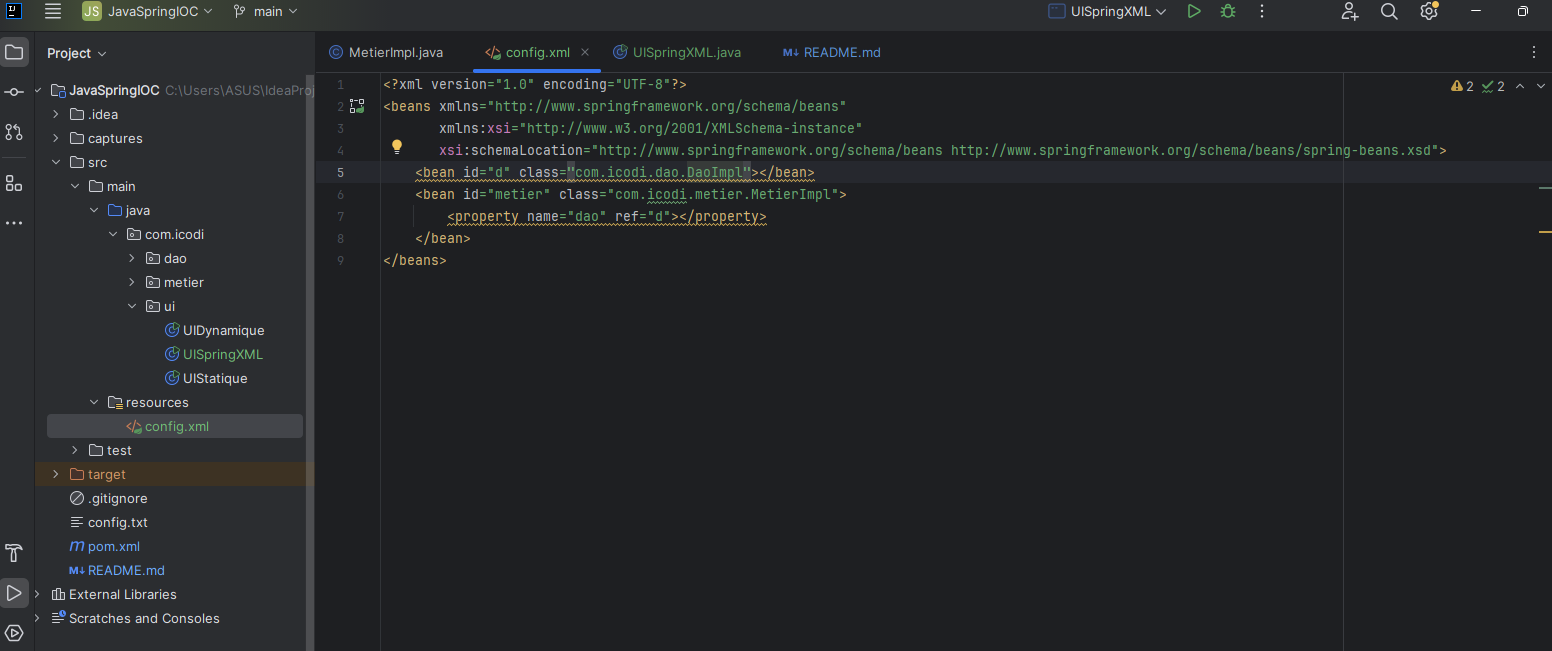 JS JavaSpringIOC main UISpringXML
Project
MetierImpl.java config.xml UISpringXML.java README.md
JavaSpringIOC C:\Users\ASUS\IdeaProj
.idea
captures
src
main
java
com.icodi
dao
metier
ui
UIDynamique
UISpringXML
UIStatique
resources
config.xml
test
target
.gitignore
config.txt
pom.xml
README.md
External Libraries
Scratches and Consoles
1 <?xml version="1.0" encoding="UTF-8"?>
2 <beans xmlns="http://www.springframework.org/schema/beans"
3 xmlns:xsi="http://www.w3.org/2001/XMLSchema-instance"
4 xsi:schemaLocation="http://www.springframework.org/schema/beans http://www.springframework.org/schema/beans/spring-beans.xsd">
5 <bean id="d" class="com.icodi.dao.DaoImpl"></bean>
6 <bean id="metier" class="com.icodi.metier.MetierImpl">
7 <property name="dao" ref="d"></property>
8 </bean>
9 </beans>
2 2